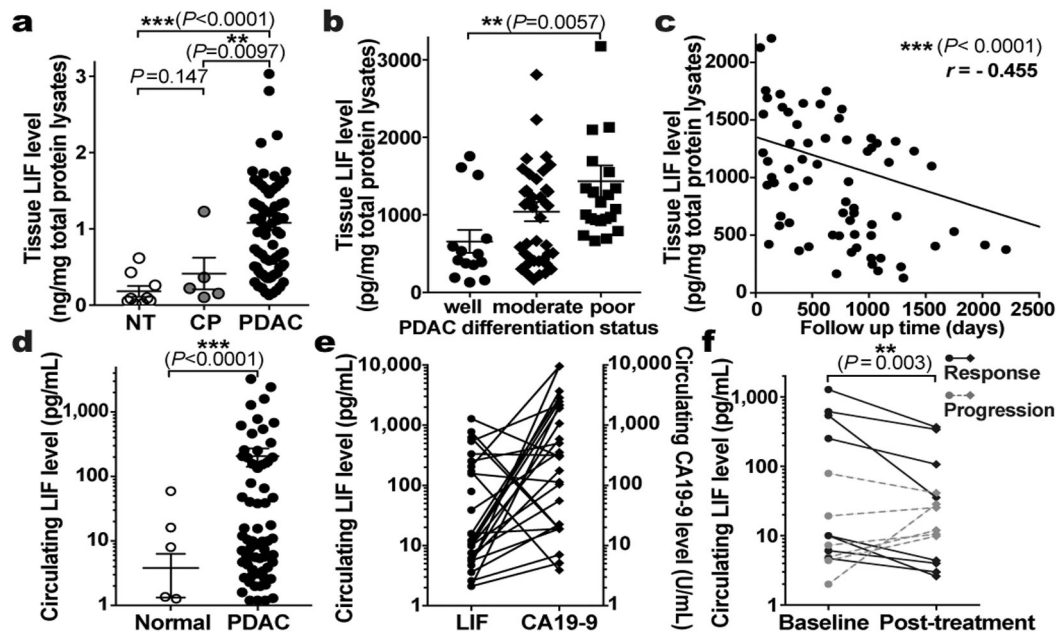 a
*** (P<0.0001)
**
(P=0.0097)
P=0.147
Tissue LIF level
(ng/mg total protein lysates)
3
2
1
0
NT CP PDAC
b
** (P=0.0057)
Tissue LIF level
(pg/mg total protein lysates)
3000
2000
1000
0
well moderate poor
PDAC differentiation status
c
*** (P< 0.0001)
r = - 0.455
Tissue LIF level
(pg/mg total protein lysates)
2000
1500
1000
500
0
0 500 1000 1500 2000 2500
Follow up time (days)
d
***
(P<0.0001)
Circulating LIF level (pg/mL)
1,000
100
10
1
Normal PDAC
e
Circulating LIF level (pg/mL)
10,000
1,000
100
10
1
10,000
1,000
100
10
1
Circulating CA19-9 level (U/mL)
LIF CA19-9
f
**
(P=0.003)
Response
Progression
Circulating LIF level (pg/mL)
1,000
100
10
1
Baseline Post-treatment